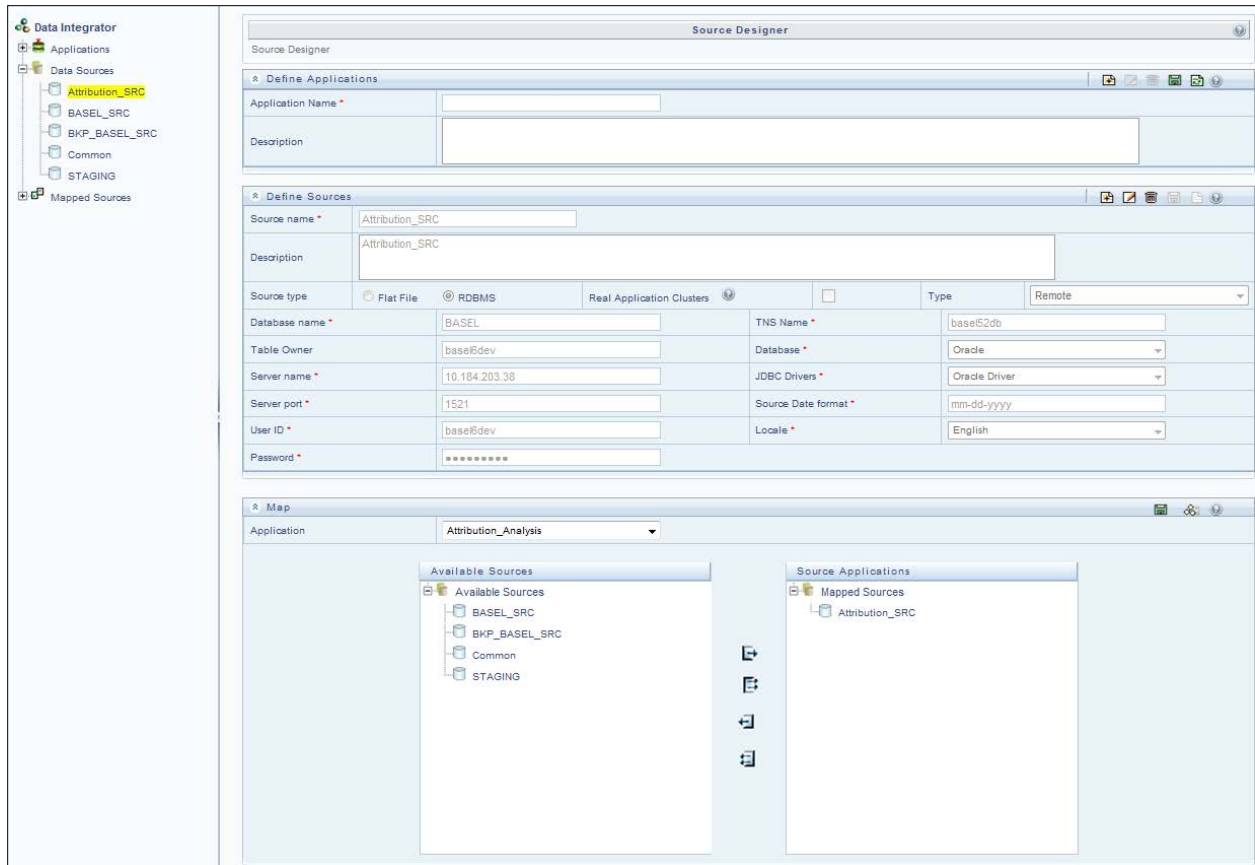 Data Integrator
Applications
Data Sources
Attribution_SRC
BASEL_SRC
BKP_BASEL_SRC
Common
STAGING
Mapped Sources
Source Designer
Source Designer
Define Applications
Application Name *
Description
Define Sources
Source name * Attribution_SRC
Description Attribution_SRC
Source type Flat File RDBMS Real Application Clusters Type Remote
Database name * BASEL TNS Name * basel52db
Table Owner basel6dev Database * Oracle
Server name * 10.184.203.38 JDBC Drivers * Oracle Driver
Server port * 1521 Source Date format * mm-dd-yyyy
User ID * basel6dev Locale * English
Password *
Map
Application Attribution_Analysis
Available Sources
Available Sources
BASEL_SRC
BKP_BASEL_SRC
Common
STAGING
Source Applications
Mapped Sources
Attribution_SRC